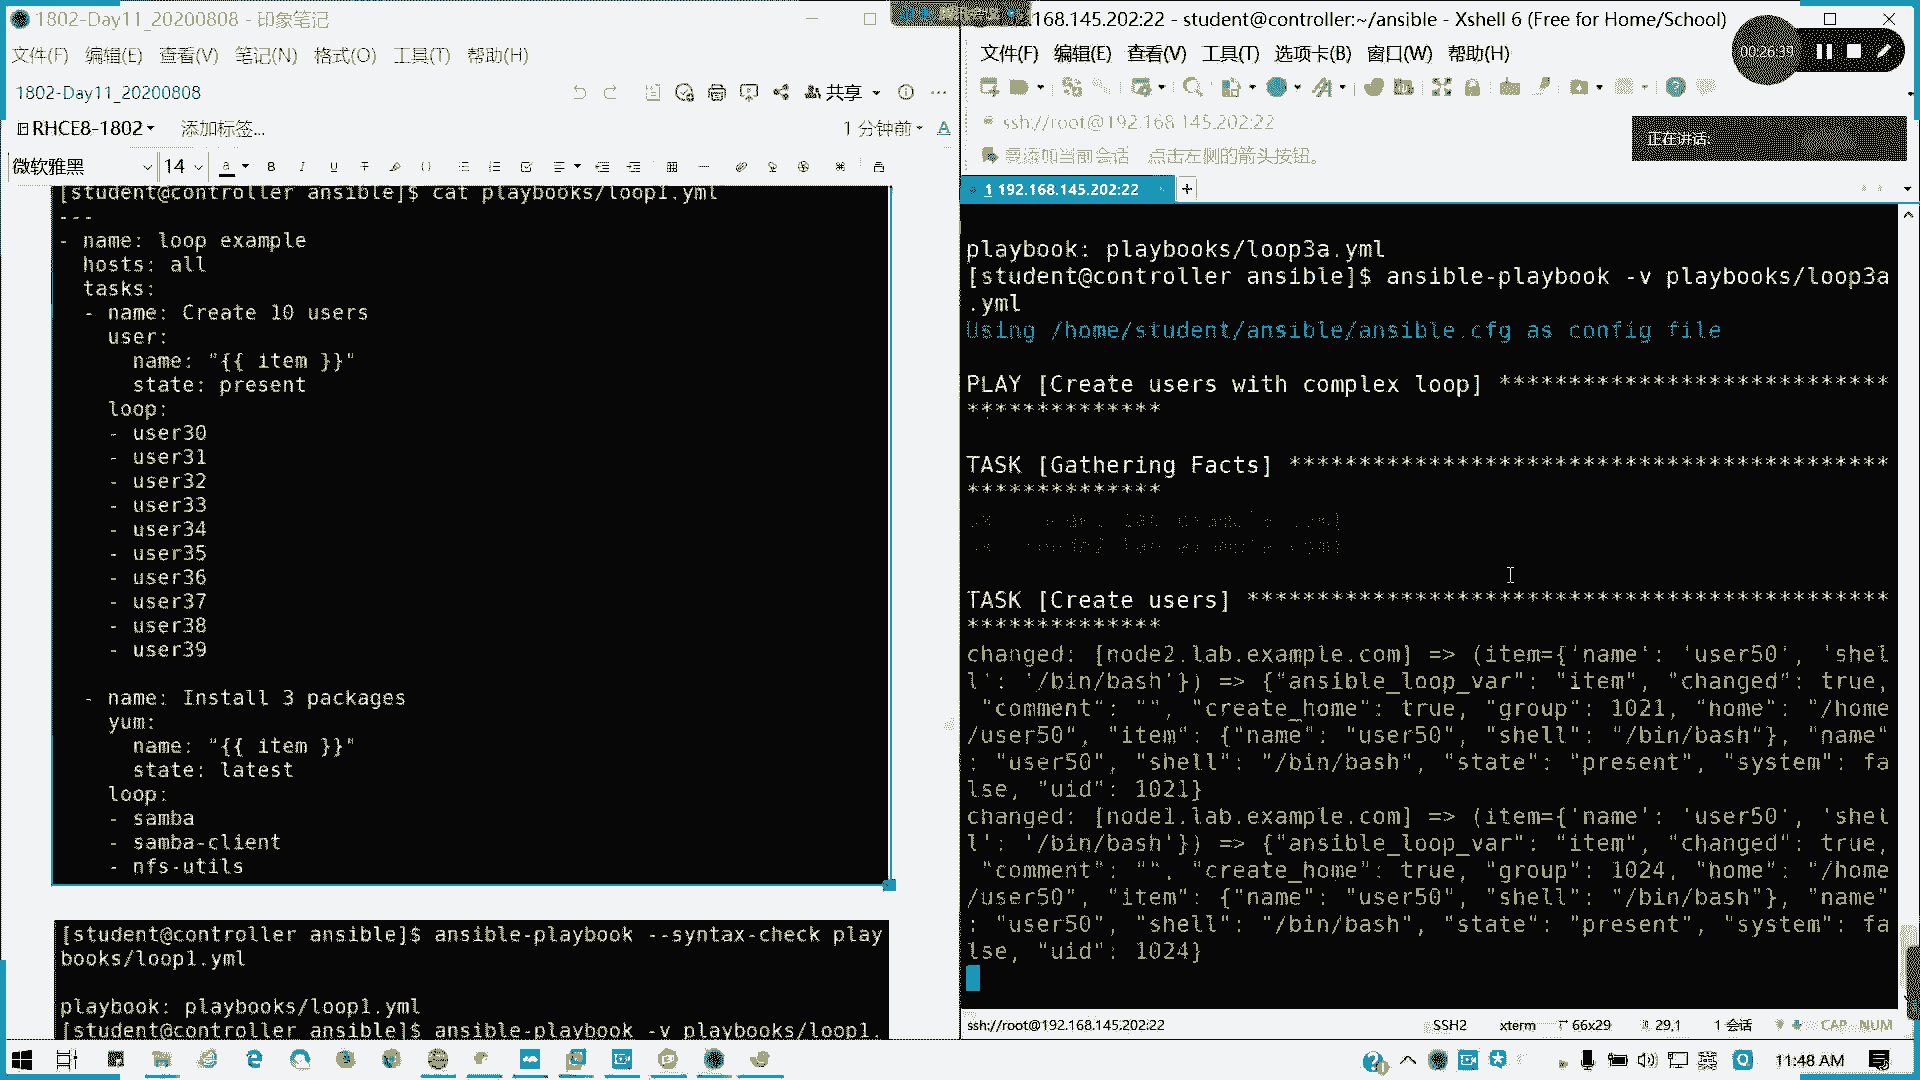 1802-Day11_20200808 - 印象笔记
文件(F) 编辑(E) 查看(V) 笔记(N) 格式(O) 工具(T) 帮助(H)
1802-Day11_20200808
共享
RHCE8-1802
添加标签...
1 分钟前
微软雅黑
14
[student@controller ansible]$ cat playbooks/loop1.yml
---
- name: loop example
hosts: all
tasks:
- name: Create 10 users
user:
name: "{{ item }}"
state: present
loop:
- user30
- user31
- user32
- user33
- user34
- user35
- user36
- user37
- user38
- user39
- name: Install 3 packages
yum:
name: "{{ item }}"
state: latest
loop:
- samba
- samba-client
- nfs-utils
[student@controller ansible]$ ansible-playbook --syntax-check play
books/loop1.yml
playbook: playbooks/loop1.yml
[student@controller ansible]$ ansible-playbook -v playbooks/loop1.
168.145.202:22 - student@controller:~/ansible - Xshell 6 (Free for Home/School)
文件(F) 编辑(E) 查看(V) 工具(T) 选项卡(B) 窗口(W) 帮助(H)
00:26:39
ssh://root@192.168.145.202:22
正在讲话:
要添加当前会话 点击左侧的箭头按钮。
1 192.168.145.202:22
playbook: playbooks/loop3a.yml
[student@controller ansible]$ ansible-playbook -v playbooks/loop3a
.yml
Using /home/student/ansible/ansible.cfg as config file
PLAY [Create users with complex loop] ****************************
**************
TASK [Gathering Facts] *******************************************
**************
TASK [Create users] **********************************************
**************
changed: [node2.lab.example.com] => (item={'name': 'user50', 'shel
l': '/bin/bash'}) => {"ansible_loop_var": "item", "changed": true,
"comment": "", "create_home": true, "group": 1021, "home": "/home
/user50", "item": {"name": "user50", "shell": "/bin/bash"}, "name"
: "user50", "shell": "/bin/bash", "state": "present", "system": fa
lse, "uid": 1021}
changed: [node1.lab.example.com] => (item={'name': 'user50', 'shel
l': '/bin/bash'}) => {"ansible_loop_var": "item", "changed": true,
"comment": "", "create_home": true, "group": 1024, "home": "/home
/user50", "item": {"name": "user50", "shell": "/bin/bash"}, "name"
: "user50", "shell": "/bin/bash", "state": "present", "system": fa
lse, "uid": 1024}
ssh://root@192.168.145.202:22
SSH2
xterm
66x29
29,1
1 会话
CAP NUM
11:48 AM